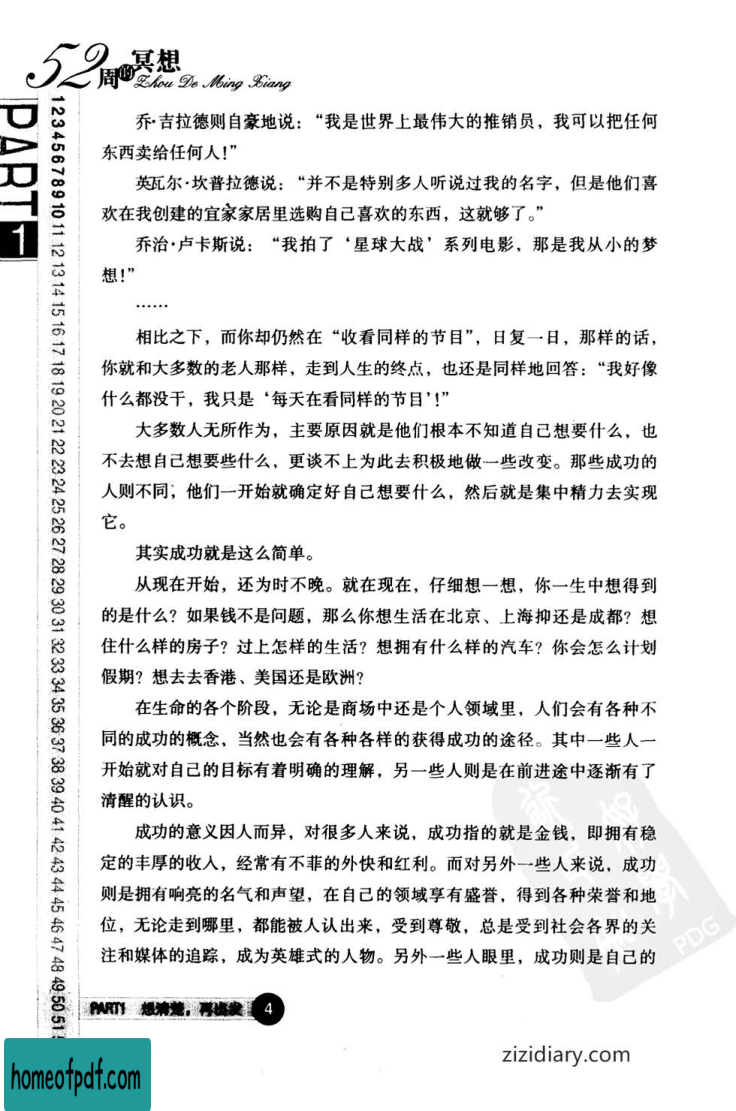 52周的冥想
Zhou De Ming Xiang
PART
1
1 2 3 4 5 6 7 8 9 10 11 12 13 14 15 16 17 18 19 20 21 22 23 24 25 26 27 28 29 30 31 32 33 34 35 36 37 38 39 40 41 42 43 44 45 46 47 48 49 50 51
乔·吉拉德则自豪地说：“我是世界上最伟大的推销员，我可以把任何
东西卖给任何人！”
英瓦尔·坎普拉德说：“并不是特别多人听说过我的名字，但是他们喜
欢在我创建的宜家家居里选购自己喜欢的东西，这就够了。”
乔治·卢卡斯说：“我拍了‘星球大战’系列电影，那是我从小的梦
想！”
……
相比之下，而你却仍然在“收看同样的节目”，日复一日，那样的话，
你就和大多数的老人那样，走到人生的终点，也还是同样地回答：“我好像
什么都没干，我只是‘每天在看同样的节目’！”
大多数人无所作为，主要原因就是他们根本不知道自己想要什么，也
不去想自己想要些什么，更谈不上为此去积极地做一些改变。那些成功的
人则不同，他们一开始就确定好自己想要什么，然后就是集中精力去实现
它。
其实成功就是这么简单。
从现在开始，还为时不晚。就在现在，仔细想一想，你一生中想得到
的是什么？如果钱不是问题，那么你想生活在北京、上海抑还是成都？想
住什么样的房子？过上怎样的生活？想拥有什么样的汽车？你会怎么计划
假期？想去去香港、美国还是欧洲？
在生命的各个阶段，无论是商场中还是个人领域里，人们会有各种不
同的成功的概念，当然也会有各种各样的获得成功的途径。其中一些人一
开始就对自己的目标有着明确的理解，另一些人则是在前进途中逐渐有了
清醒的认识。
成功的意义因人而异，对很多人来说，成功指的就是金钱，即拥有稳
定的丰厚的收入，经常有不菲的外快和红利。而对另外一些人来说，成功
则是拥有响亮的名气和声望，在自己的领域享有盛誉，得到各种荣誉和地
位，无论走到哪里，都能被人认出来，受到尊敬，总是受到社会各界的关
注和媒体的追踪，成为英雄式的人物。另外一些人眼里，成功则是自己的
PDG
PART1 想清楚，再出发 4
zizidiary.com
homeofpdf.com